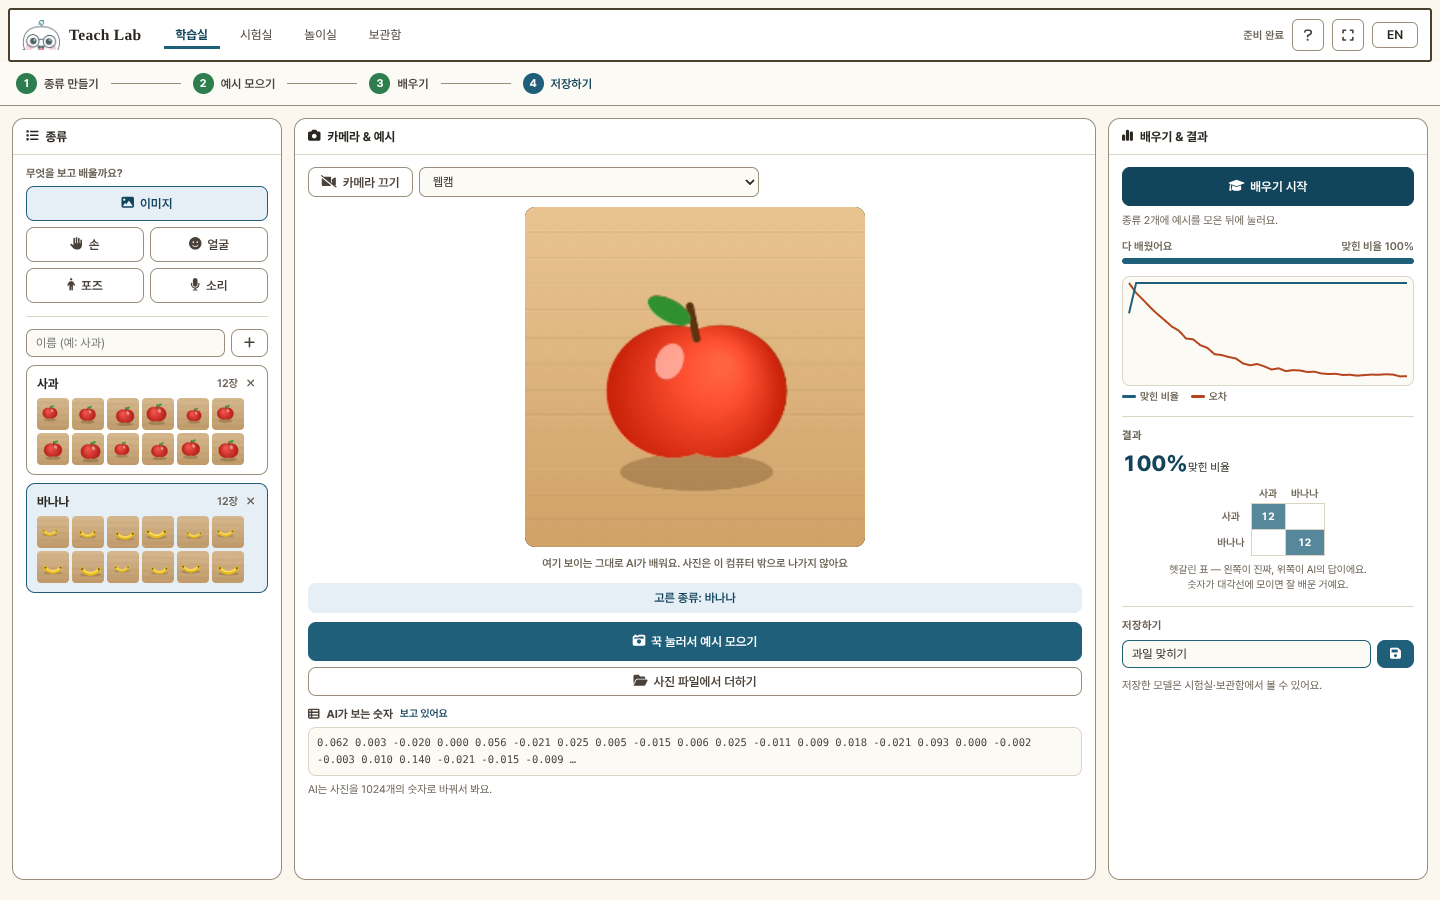 Teach Lab
학습실
시험실
놀이실
보관함
준비 완료
?
EN
1 종류 만들기
2 예시 모으기
3 배우기
4 저장하기
종류
무엇을 보고 배울까요?
이미지
손
얼굴
포즈
소리
이름 (예: 사과)
+
사과
12장 ×
바나나
12장 ×
카메라 & 예시
카메라 끄기
웹캠
여기 보이는 그대로 AI가 배워요. 사진은 이 컴퓨터 밖으로 나가지 않아요
고른 종류: 바나나
꾹 눌러서 예시 모으기
사진 파일에서 더하기
AI가 보는 숫자 보고 있어요
0.062 0.003 -0.020 0.000 0.056 -0.021 0.025 0.005 -0.015 0.006 0.025 -0.011 0.009 0.018 -0.021 0.093 0.000 -0.002
-0.003 0.010 0.140 -0.021 -0.015 -0.009 …
AI는 사진을 1024개의 숫자로 바꿔서 봐요.
배우기 & 결과
배우기 시작
종류 2개에 예시를 모은 뒤에 눌러요.
다 배웠어요
맞힌 비율 100%
맞힌 비율
오차
결과
100% 맞힌 비율
사과 바나나
사과 12
바나나 12
헷갈린 표 — 왼쪽이 진짜, 위쪽이 AI의 답이에요.
숫자가 대각선에 모이면 잘 배운 거예요.
저장하기
과일 맞히기
저장한 모델은 시험실·보관함에서 볼 수 있어요.